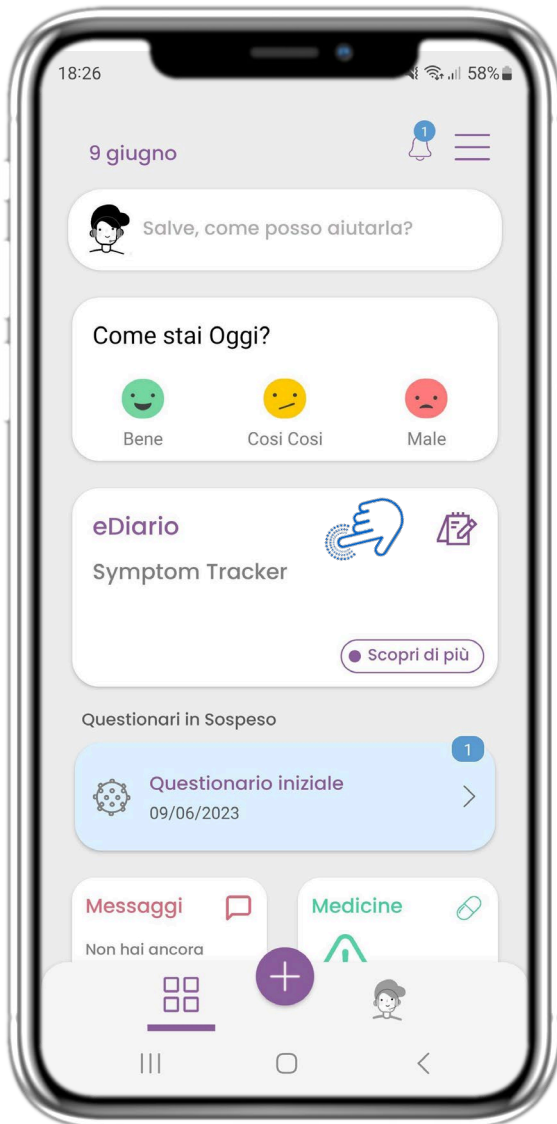 18:26
58%
9 giugno
1
Salve, come posso aiutarla?
Come stai Oggi?
Bene
Cosi Cosi
Male
eDiario
Symptom Tracker
Scopri di più
Questionari in Sospeso
1
Questionario iniziale
09/06/2023
Messaggi
Medicine
Non hai ancora